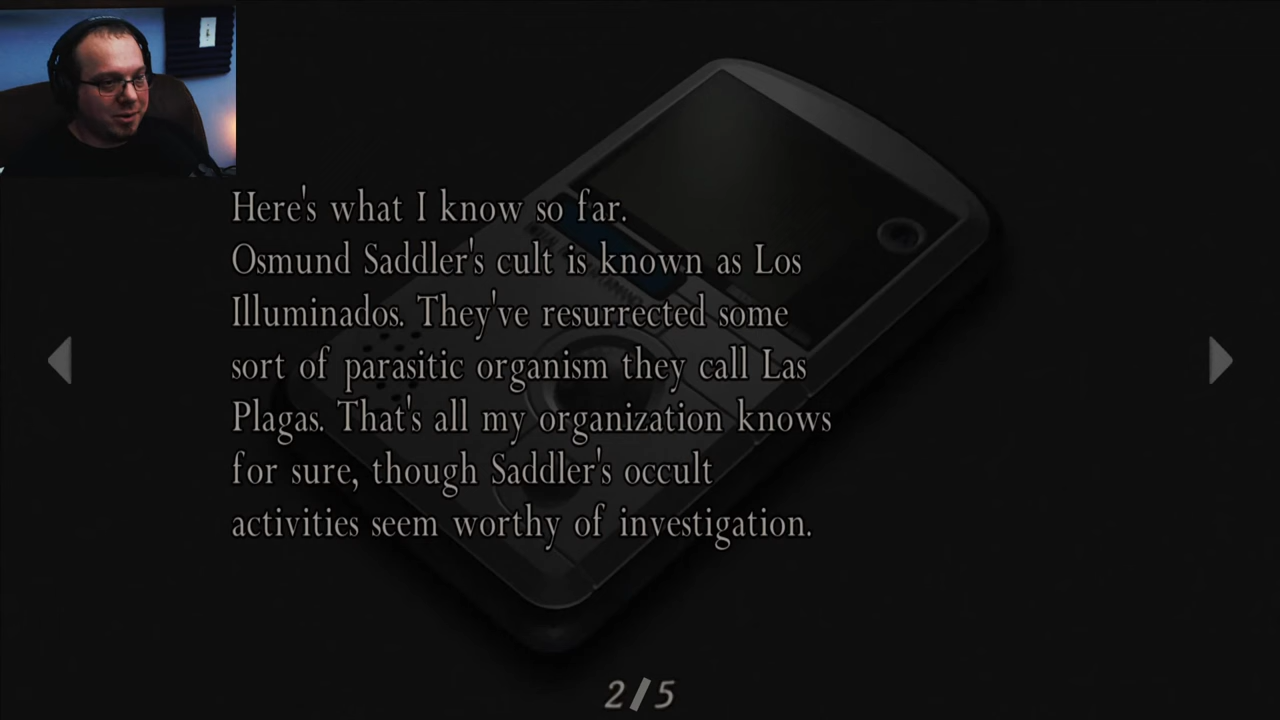 Here's what I know so far.
Osmund Saddler's cult is known as Los
Illuminados. They've resurrected some
sort of parasitic organism they call Las
Plagas. That's all my organization knows
for sure, though Saddler's occult
activities seem worthy of investigation.
2/5